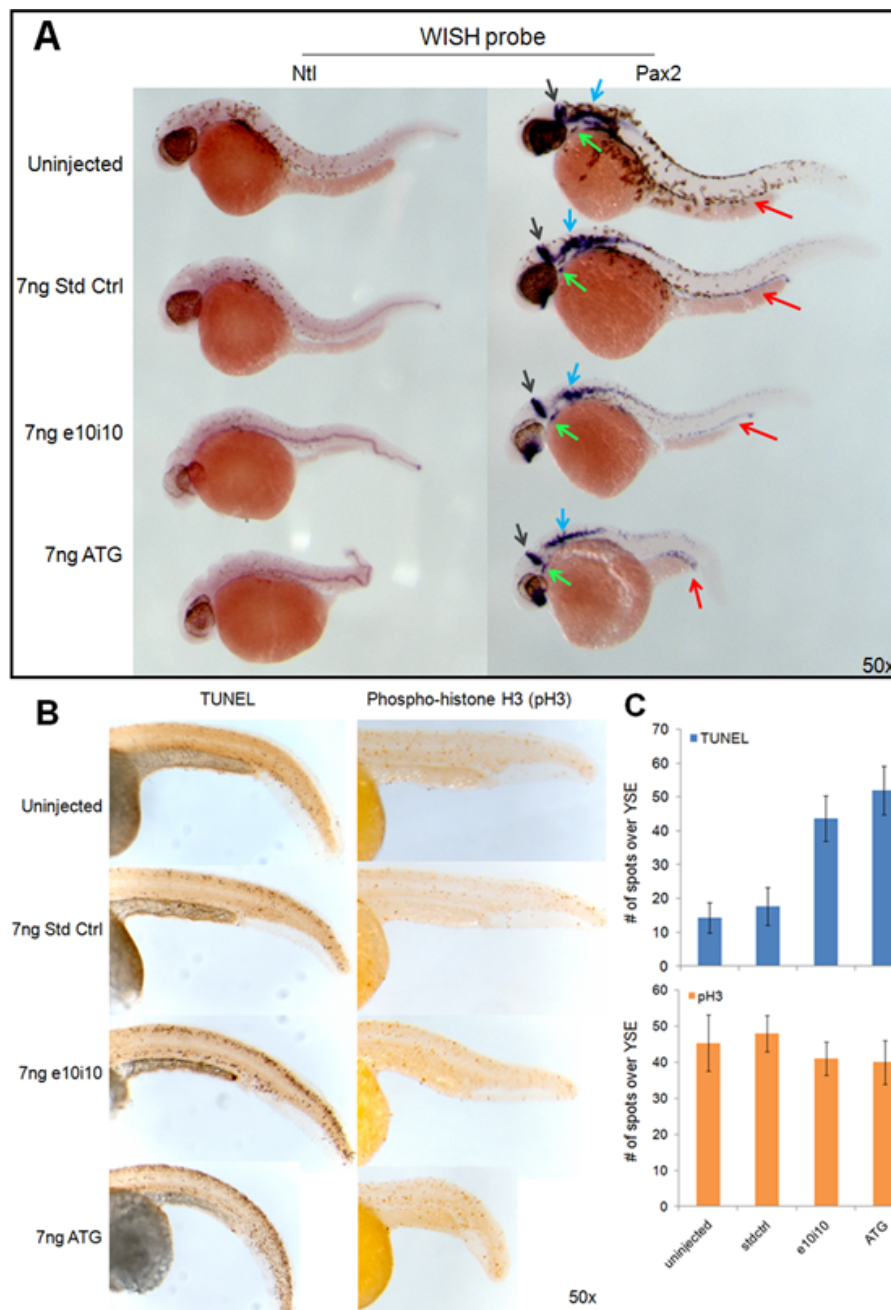 A
WISH probe
Ntl
Pax2
Uninjected
7ng Std Ctrl
7ng e10i10
7ng ATG
50x
B
TUNEL
Phospho-histone H3 (pH3)
Uninjected
7ng Std Ctrl
7ng e10i10
7ng ATG
50x
C
TUNEL
# of spots over YSE
70
60
50
40
30
20
10
0
pH3
# of spots over YSE
60
50
40
30
20
10
0
uninjected
stdctrl
e10i10
ATG